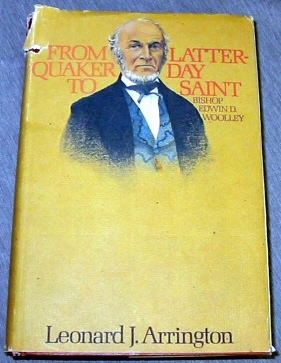 FROM LATTER-
QUAKER DAY
TO SAINT
BISHOP
EDWIN D.
WOOLLEY
Leonard J. Arrington